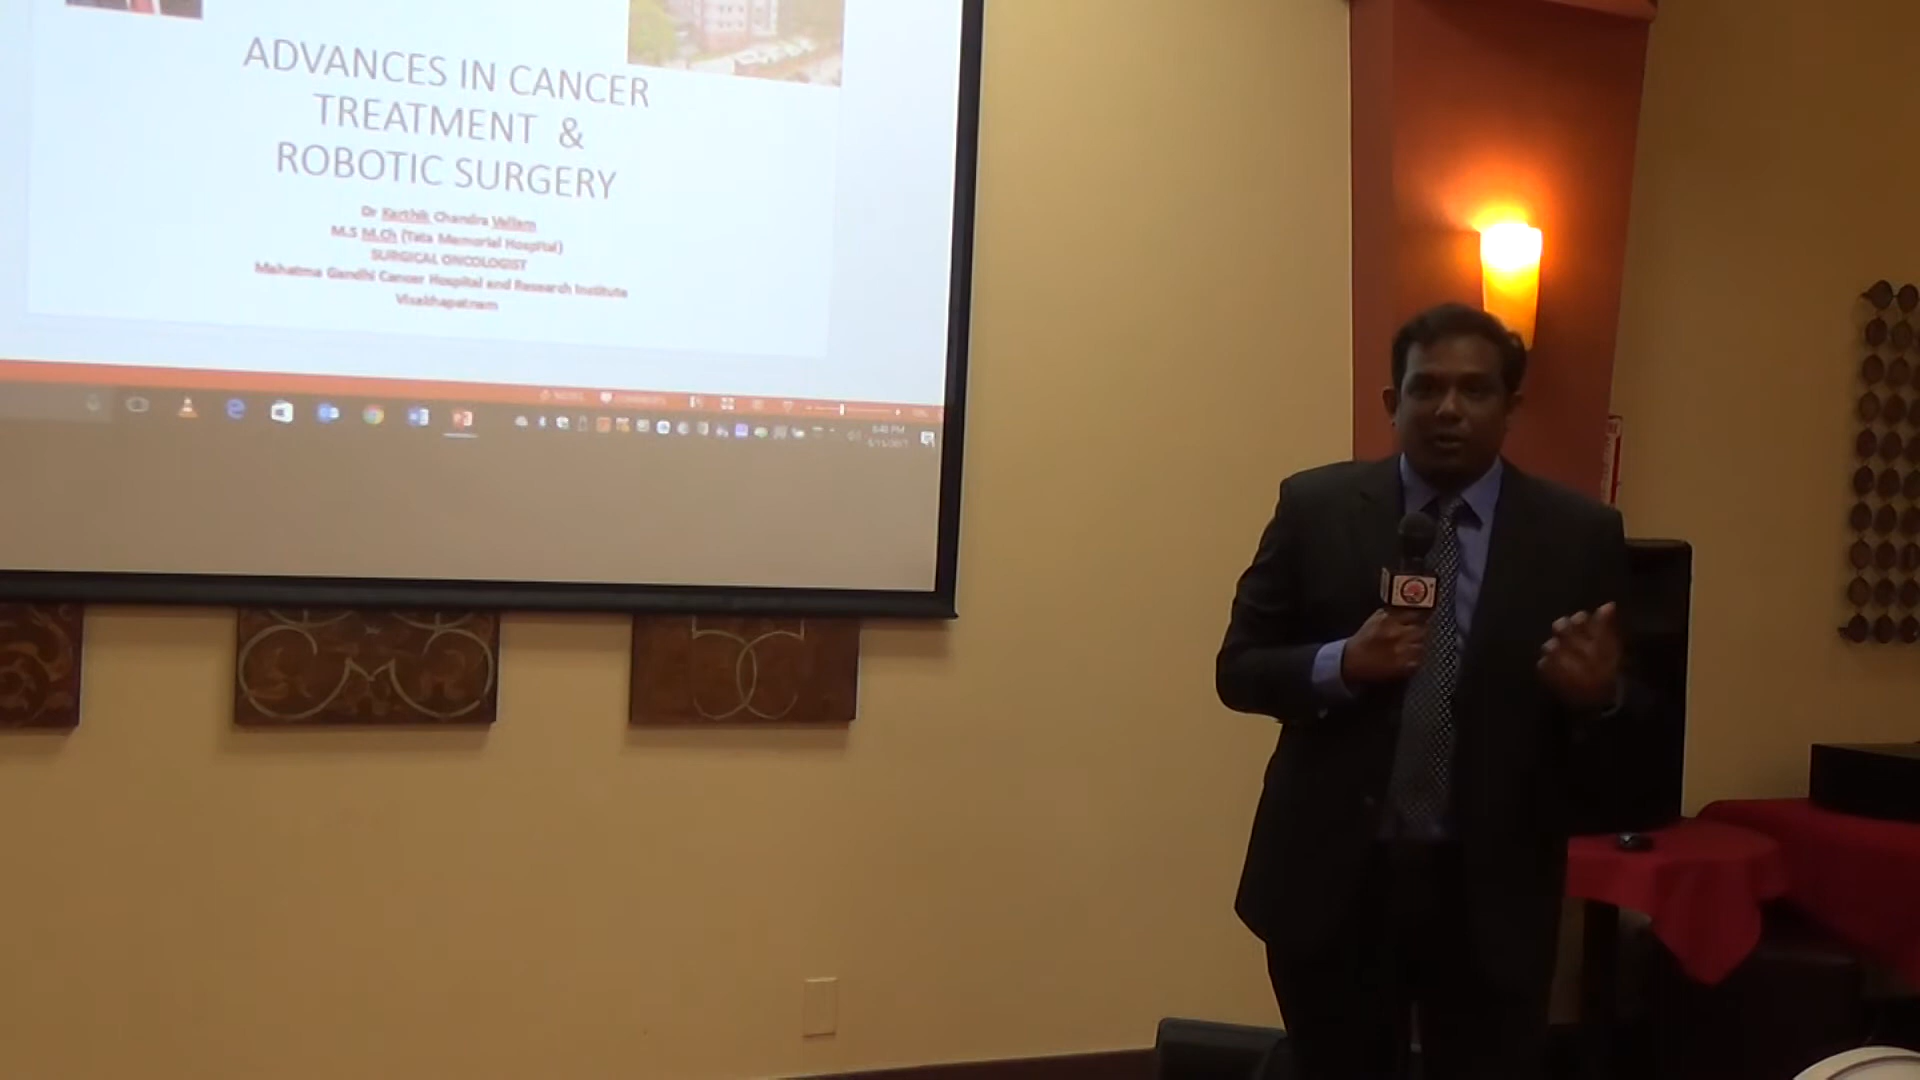 ADVANCES IN CANCER
TREATMENT &
ROBOTIC SURGERY
Dr Karthik Chandra Vallam
M.S M.Ch (Tata Memorial Hospital)
SURGICAL ONCOLOGIST
Mahatma Gandhi Cancer Hospital and Research Institute
Visakhapatnam